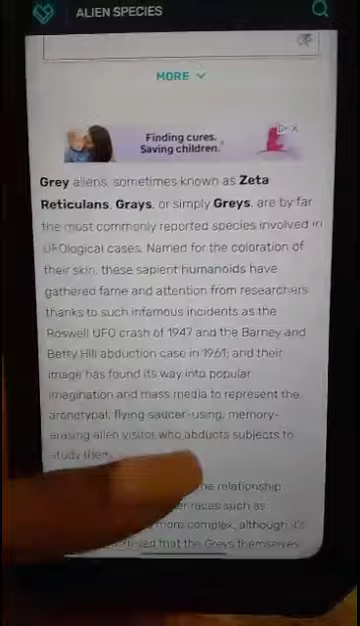 ALIEN SPECIES
MORE
Finding cures.
Saving children.
Grey aliens, sometimes known as Zeta
Reticulans, Grays, or simply Greys, are by far
the most commonly reported species involved in
UFOlogical cases. Named for the coloration of
their skin, these sapient humanoids have
gathered fame and attention from researchers
thanks to such infamous incidents as the
Roswell UFO crash of 1947 and the Barney and
Betty Hill abduction case in 1961; and their
image has found its way into popular
imagination and mass media to represent the
archetypal, flying saucer-using, memory-
erasing alien visitor who abducts subjects to
study them.
relationship
races such as
more complex, although it's
that the Greys themselves